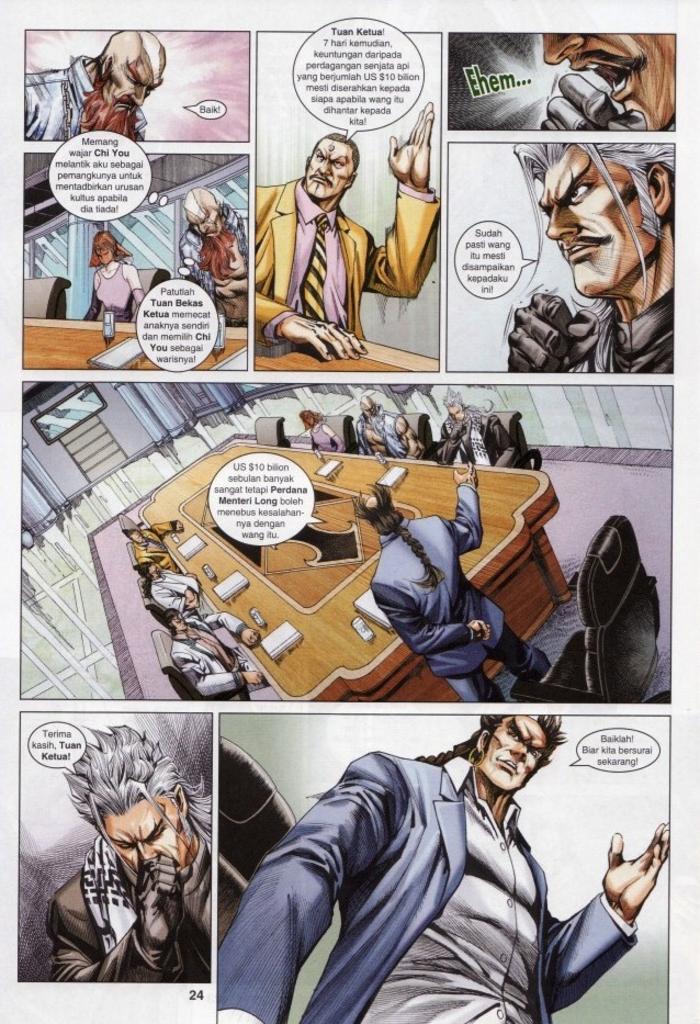 Baik!
Memang
wajar Chi You
melantik aku sebagai
pemangkunya untuk
mentadbirkan urusan
kultus apabila
dia tiada!
Patutlah
Tuan Bekas
Ketua memecat
anaknya sendiri
dan memilih Chi
You sebagai
warisnya!
Tuan Ketua!
7 hari kemudian,
keuntungan daripada
perdagangan senjata api
yang berjumlah US $10 bilion
mesti diserahkan kepada
siapa apabila wang itu
dihantar kepada
kita!
Ehem...
Sudah
pasti wang
itu mesti
disampaikan
kepadaku
ini!
US $10 bilion
sebulan banyak
sangat tetapi Perdana
Menteri Long boleh
menebus kesalahan-
nya dengan
wang itu.
Terima
kasih, Tuan
Ketua!
Baiklah!
Biar kita bersurai
sekarang!
24